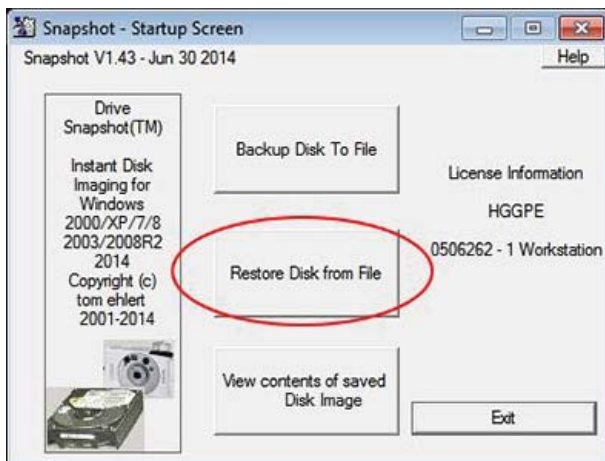 Snapshot - Startup Screen
Snapshot V1.43 - Jun 30 2014
Help
Drive
Snapshot(TM)
Instant Disk
Imaging for
Windows
2000/XP/7/8
2003/2008R2
2014
Copyright (c)
tom ehlert
2001-2014
Backup Disk To File
Restore Disk from File
View contents of saved
Disk Image
License Information
HGGPE
0506262 - 1 Workstation
Exit